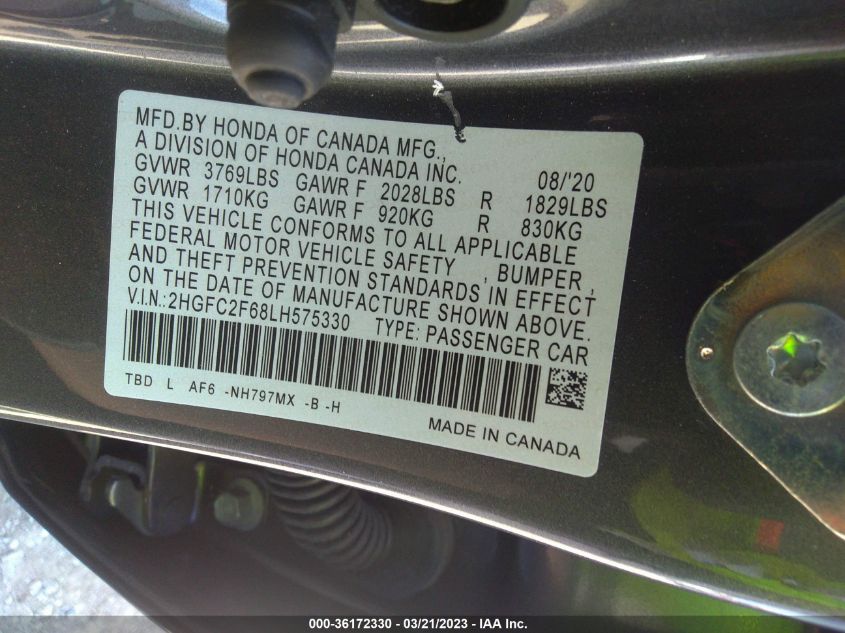 MFD.BY HONDA OF CANADA MFG.,
A DIVISION OF HONDA CANADA INC. 08/'20
GVWR 3769LBS GAWR F 2028LBS R 1829LBS
GVWR 1710KG GAWR F 920KG R 830KG
THIS VEHICLE CONFORMS TO ALL APPLICABLE
FEDERAL MOTOR VEHICLE SAFETY , BUMPER ,
AND THEFT PREVENTION STANDARDS IN EFFECT
ON THE DATE OF MANUFACTURE SHOWN ABOVE.
V.I.N.:2HGFC2F68LH575330 TYPE: PASSENGER CAR
TBD L AF6 -NH797MX -B -H
MADE IN CANADA
000-36172330 - 03/21/2023 - IAA Inc.